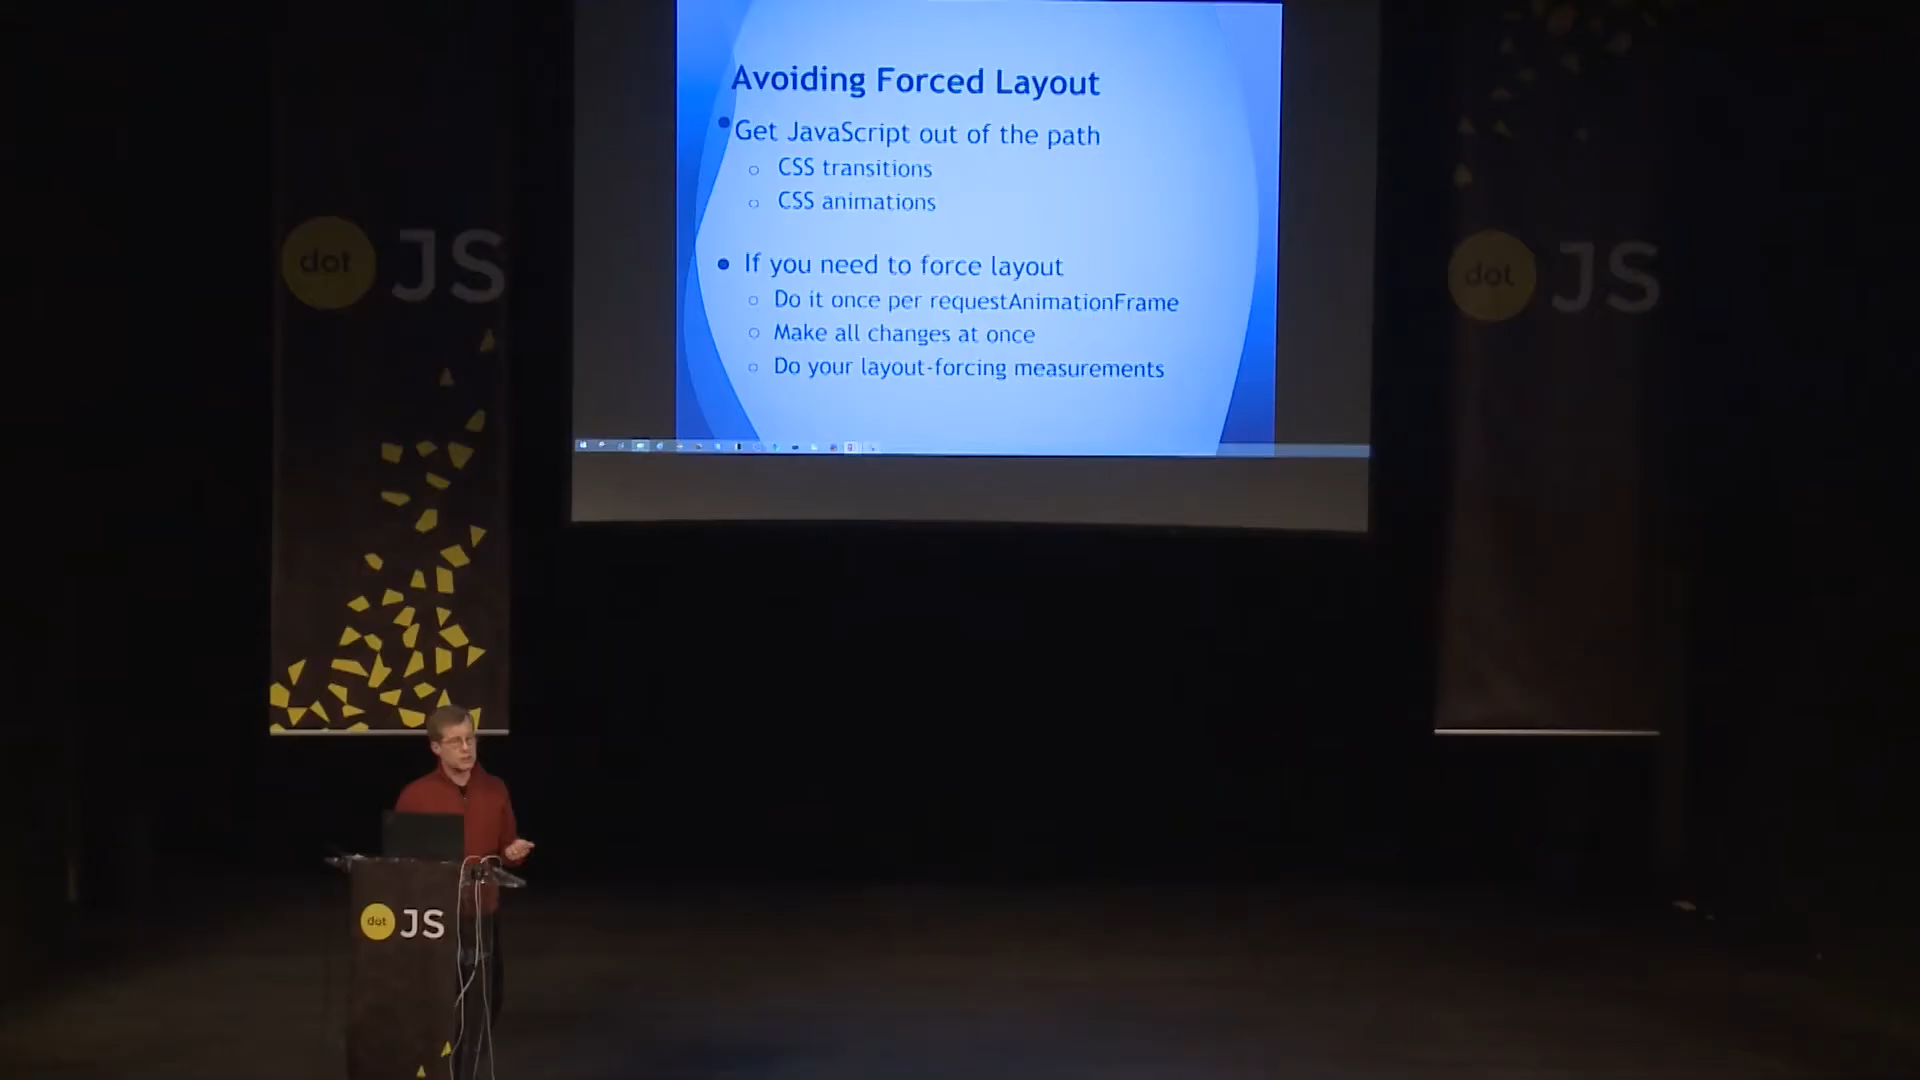 Avoiding Forced Layout
• Get JavaScript out of the path
○ CSS transitions
○ CSS animations
• If you need to force layout
○ Do it once per requestAnimationFrame
○ Make all changes at once
○ Do your layout-forcing measurements
dot JS
dot JS
dot JS